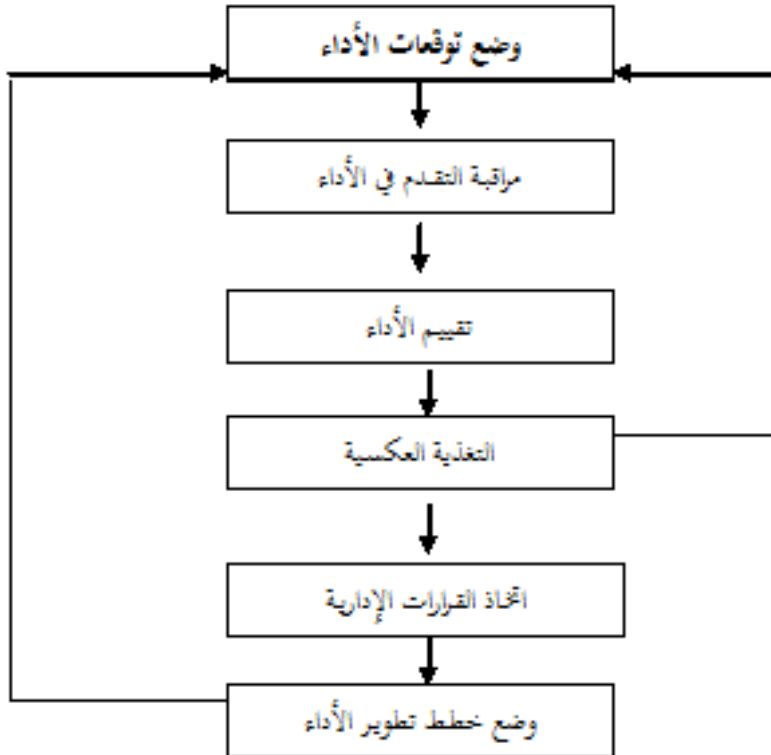 وضع توقعات الأداء
مراقبة التقدم في الأداء
تقييم الأداء
التغذية العكسية
اتخاذ القرارات الإدارية
وضع خطط تطوير الأداء